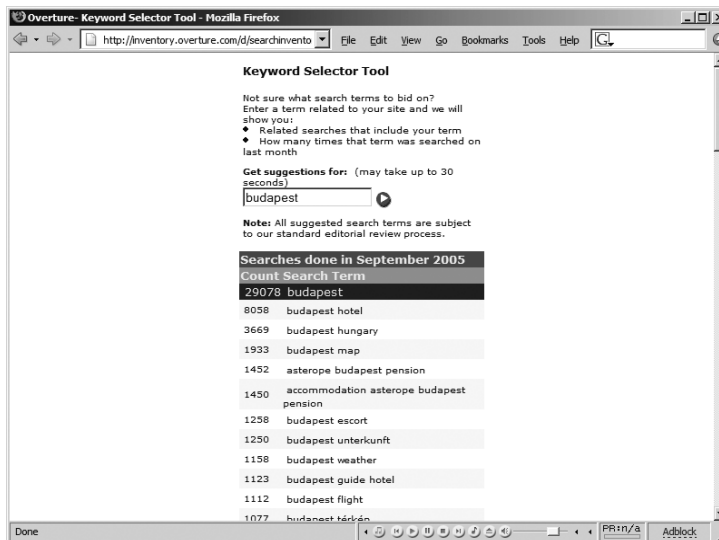 Overture- Keyword Selector Tool - Mozilla Firefox
http://inventory.overture.com/d/searchinvento File Edit View Go Bookmarks Tools Help G
Keyword Selector Tool
Not sure what search terms to bid on?
Enter a term related to your site and we will
show you:
◆ Related searches that include your term
◆ How many times that term was searched on
last month
Get suggestions for: (may take up to 30
seconds)
budapest
Note: All suggested search terms are subject
to our standard editorial review process.
Searches done in September 2005
Count Search Term
29078 budapest
8058 budapest hotel
3669 budapest hungary
1933 budapest map
1452 asterope budapest pension
1450 accommodation asterope budapest
pension
1258 budapest escort
1250 budapest unterkunft
1158 budapest weather
1123 budapest guide hotel
1112 budapest flight
1077 budapest térkép
Done PR:n/a Adblock